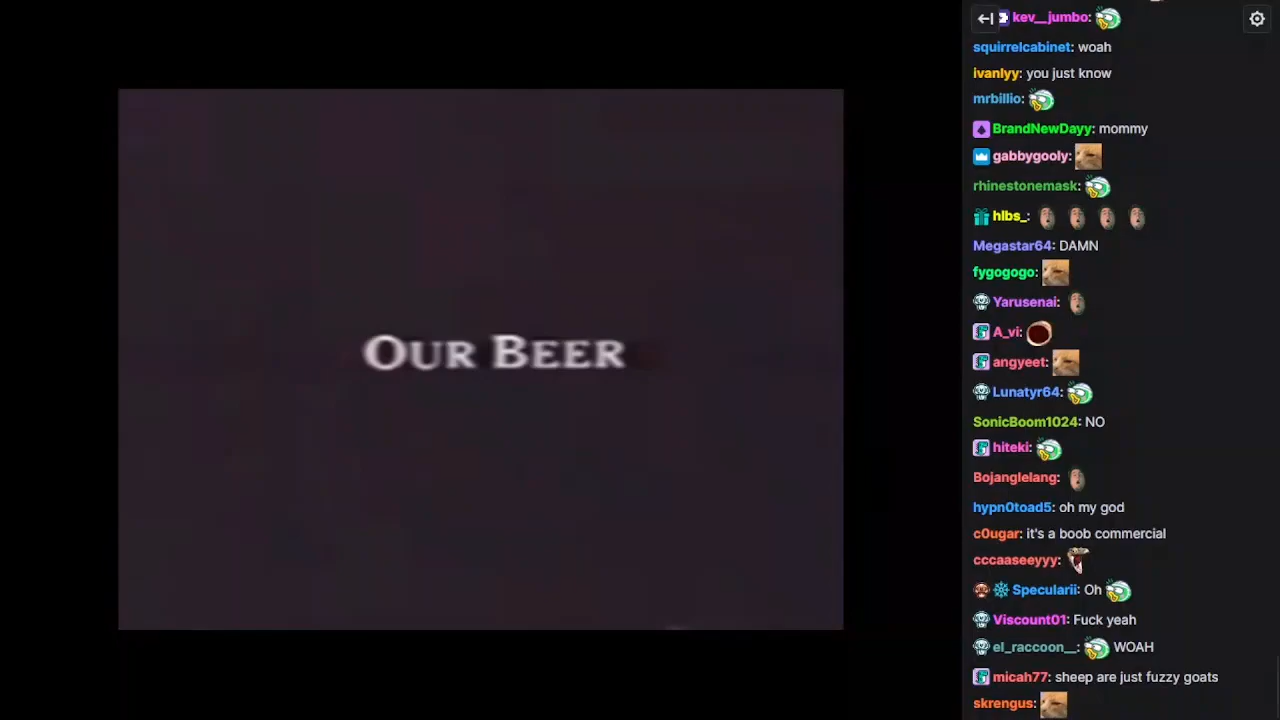 OUR BEER
kev__jumbo:
squirrelcabinet: woah
ivanlyy: you just know
mrbillio:
BrandNewDayy: mommy
gabbygooly:
rhinestonemask:
hlbs_:
Megastar64: DAMN
fygogogo:
Yarusenai:
A_vi:
angyeet:
Lunatyr64:
SonicBoom1024: NO
hiteki:
Bojanglelang:
hypn0toad5: oh my god
c0ugar: it's a boob commercial
cccaaseeyyy:
Specularii: Oh
Viscount01: Fuck yeah
el_raccoon__: WOAH
micah77: sheep are just fuzzy goats
skrengus: